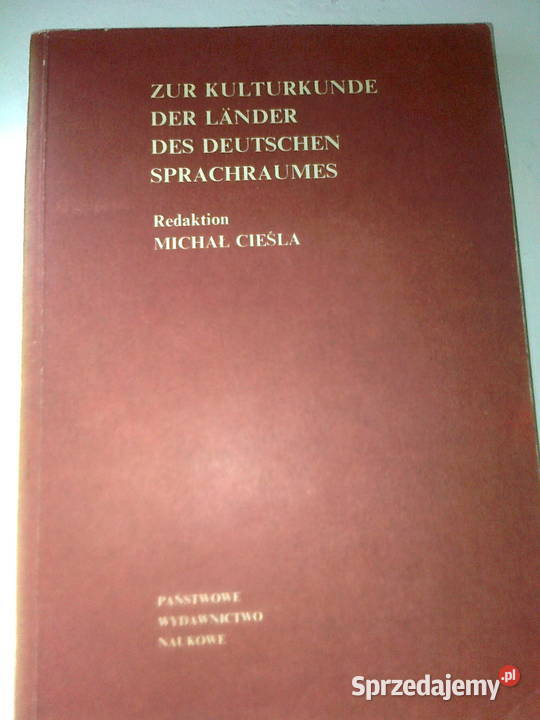 ZUR KULTURKUNDE
DER LÄNDER
DES DEUTSCHEN
SPRACHRAUMES
Redaktion
MICHAŁ CIEŚLA
PAŃSTWOWE
WYDAWNICTWO
NAUKOWE
Sprzedajemy.pl